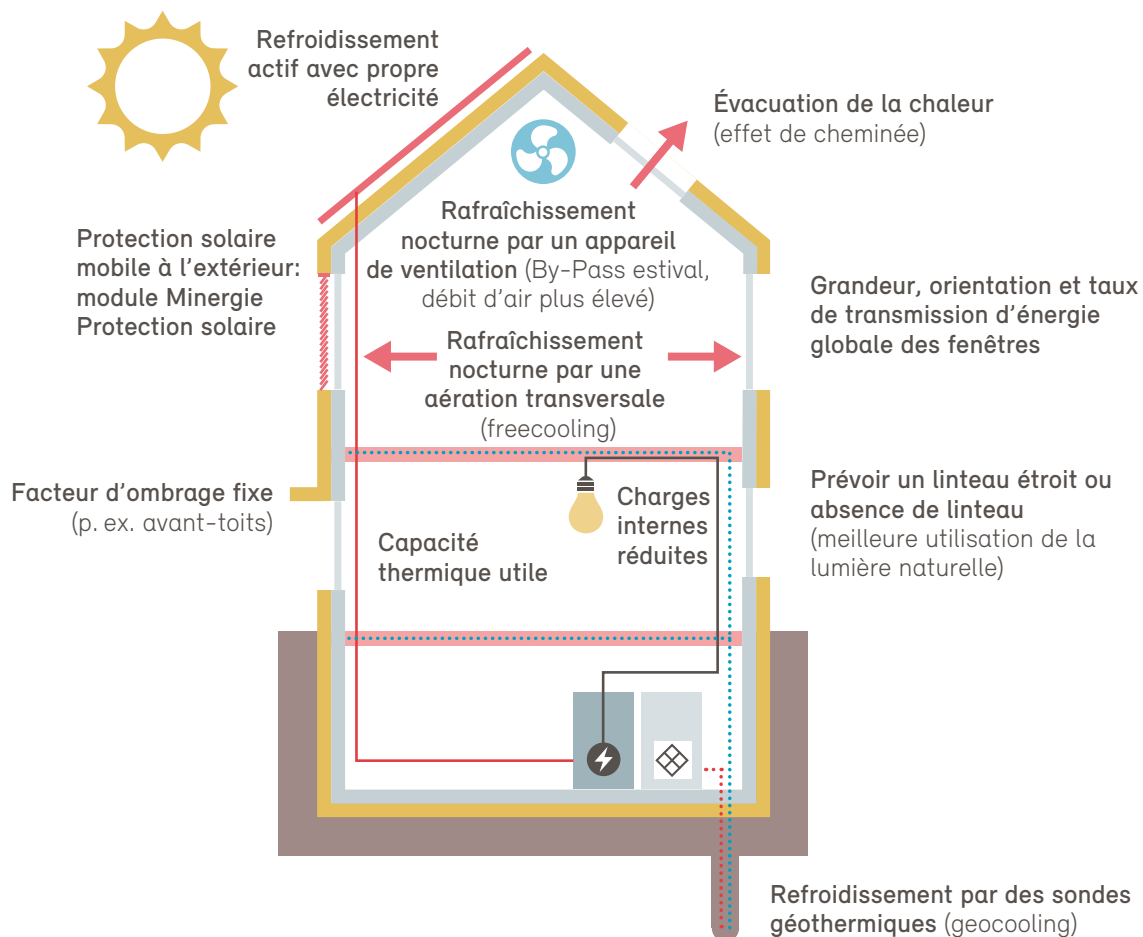 Refroidissement
actif avec propre
électricité
Évacuation de la chaleur
(effet de cheminée)
Rafraîchissement
nocturne par un appareil
de ventilation (By-Pass estival,
débit d'air plus élevé)
Protection solaire
mobile à l'extérieur:
module Minergie
Protection solaire
Grandeur, orientation et taux
de transmission d'énergie
globale des fenêtres
Rafraîchissement
nocturne par une
aération transversale
(freecooling)
Facteur d'ombrage fixe
(p. ex. avant-toits)
Charges
internes
réduites
Prévoir un linteau étroit ou
absence de linteau
(meilleure utilisation de la
lumière naturelle)
Capacité
thermique utile
Refroidissement par des sondes
géothermiques (geocooling)